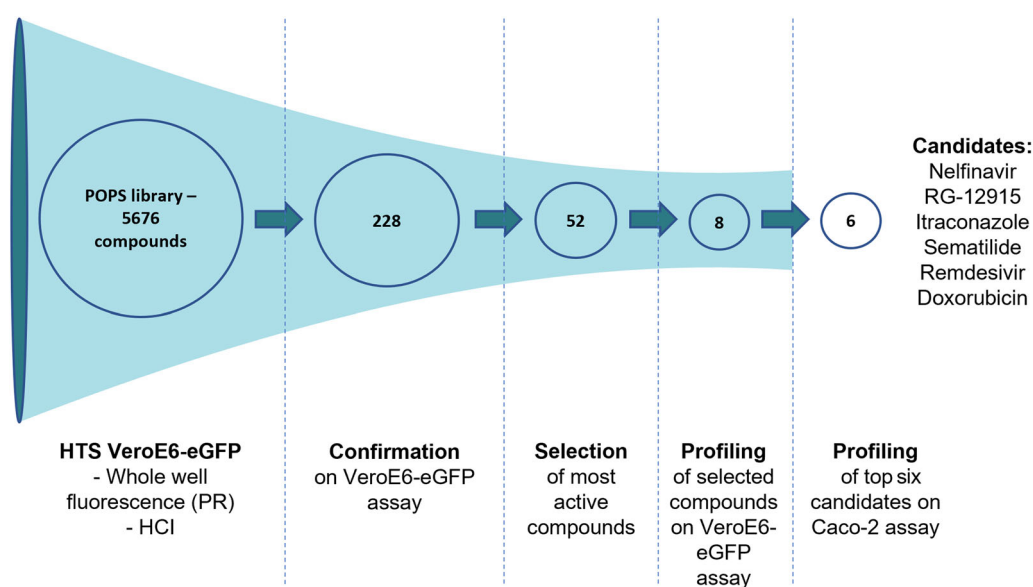 POPS library –
5676
compounds
228
52
8
6
Candidates:
Nelfinavir
RG-12915
Itraconazole
Sematilide
Remdesivir
Doxorubicin
HTS VeroE6-eGFP
- Whole well
fluorescence (PR)
- HCI
Confirmation
on VeroE6-eGFP
assay
Selection
of most
active
compounds
Profiling
of selected
compounds
on VeroE6-
eGFP
assay
Profiling
of top six
candidates on
Caco-2 assay